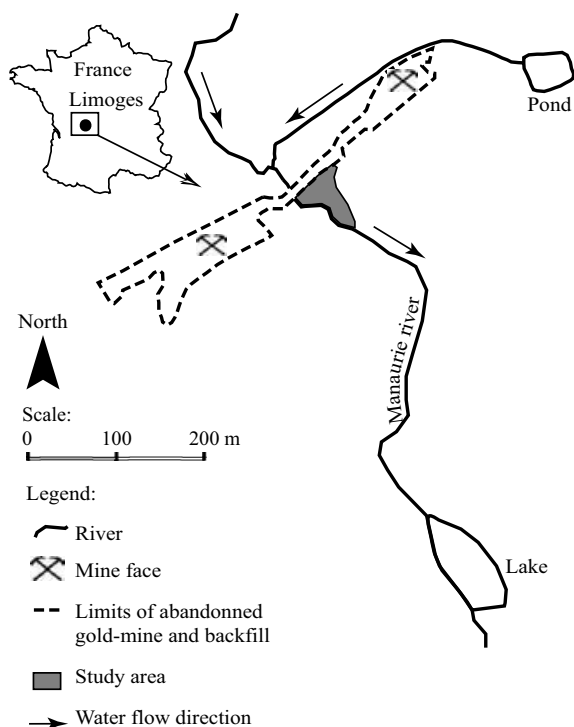 France
Limoges
Pond
North
Manaurie river
Scale:
0 100 200 m
Legend:
River
Mine face
Lake
Limits of abandonned
gold-mine and backfill
Study area
Water flow direction